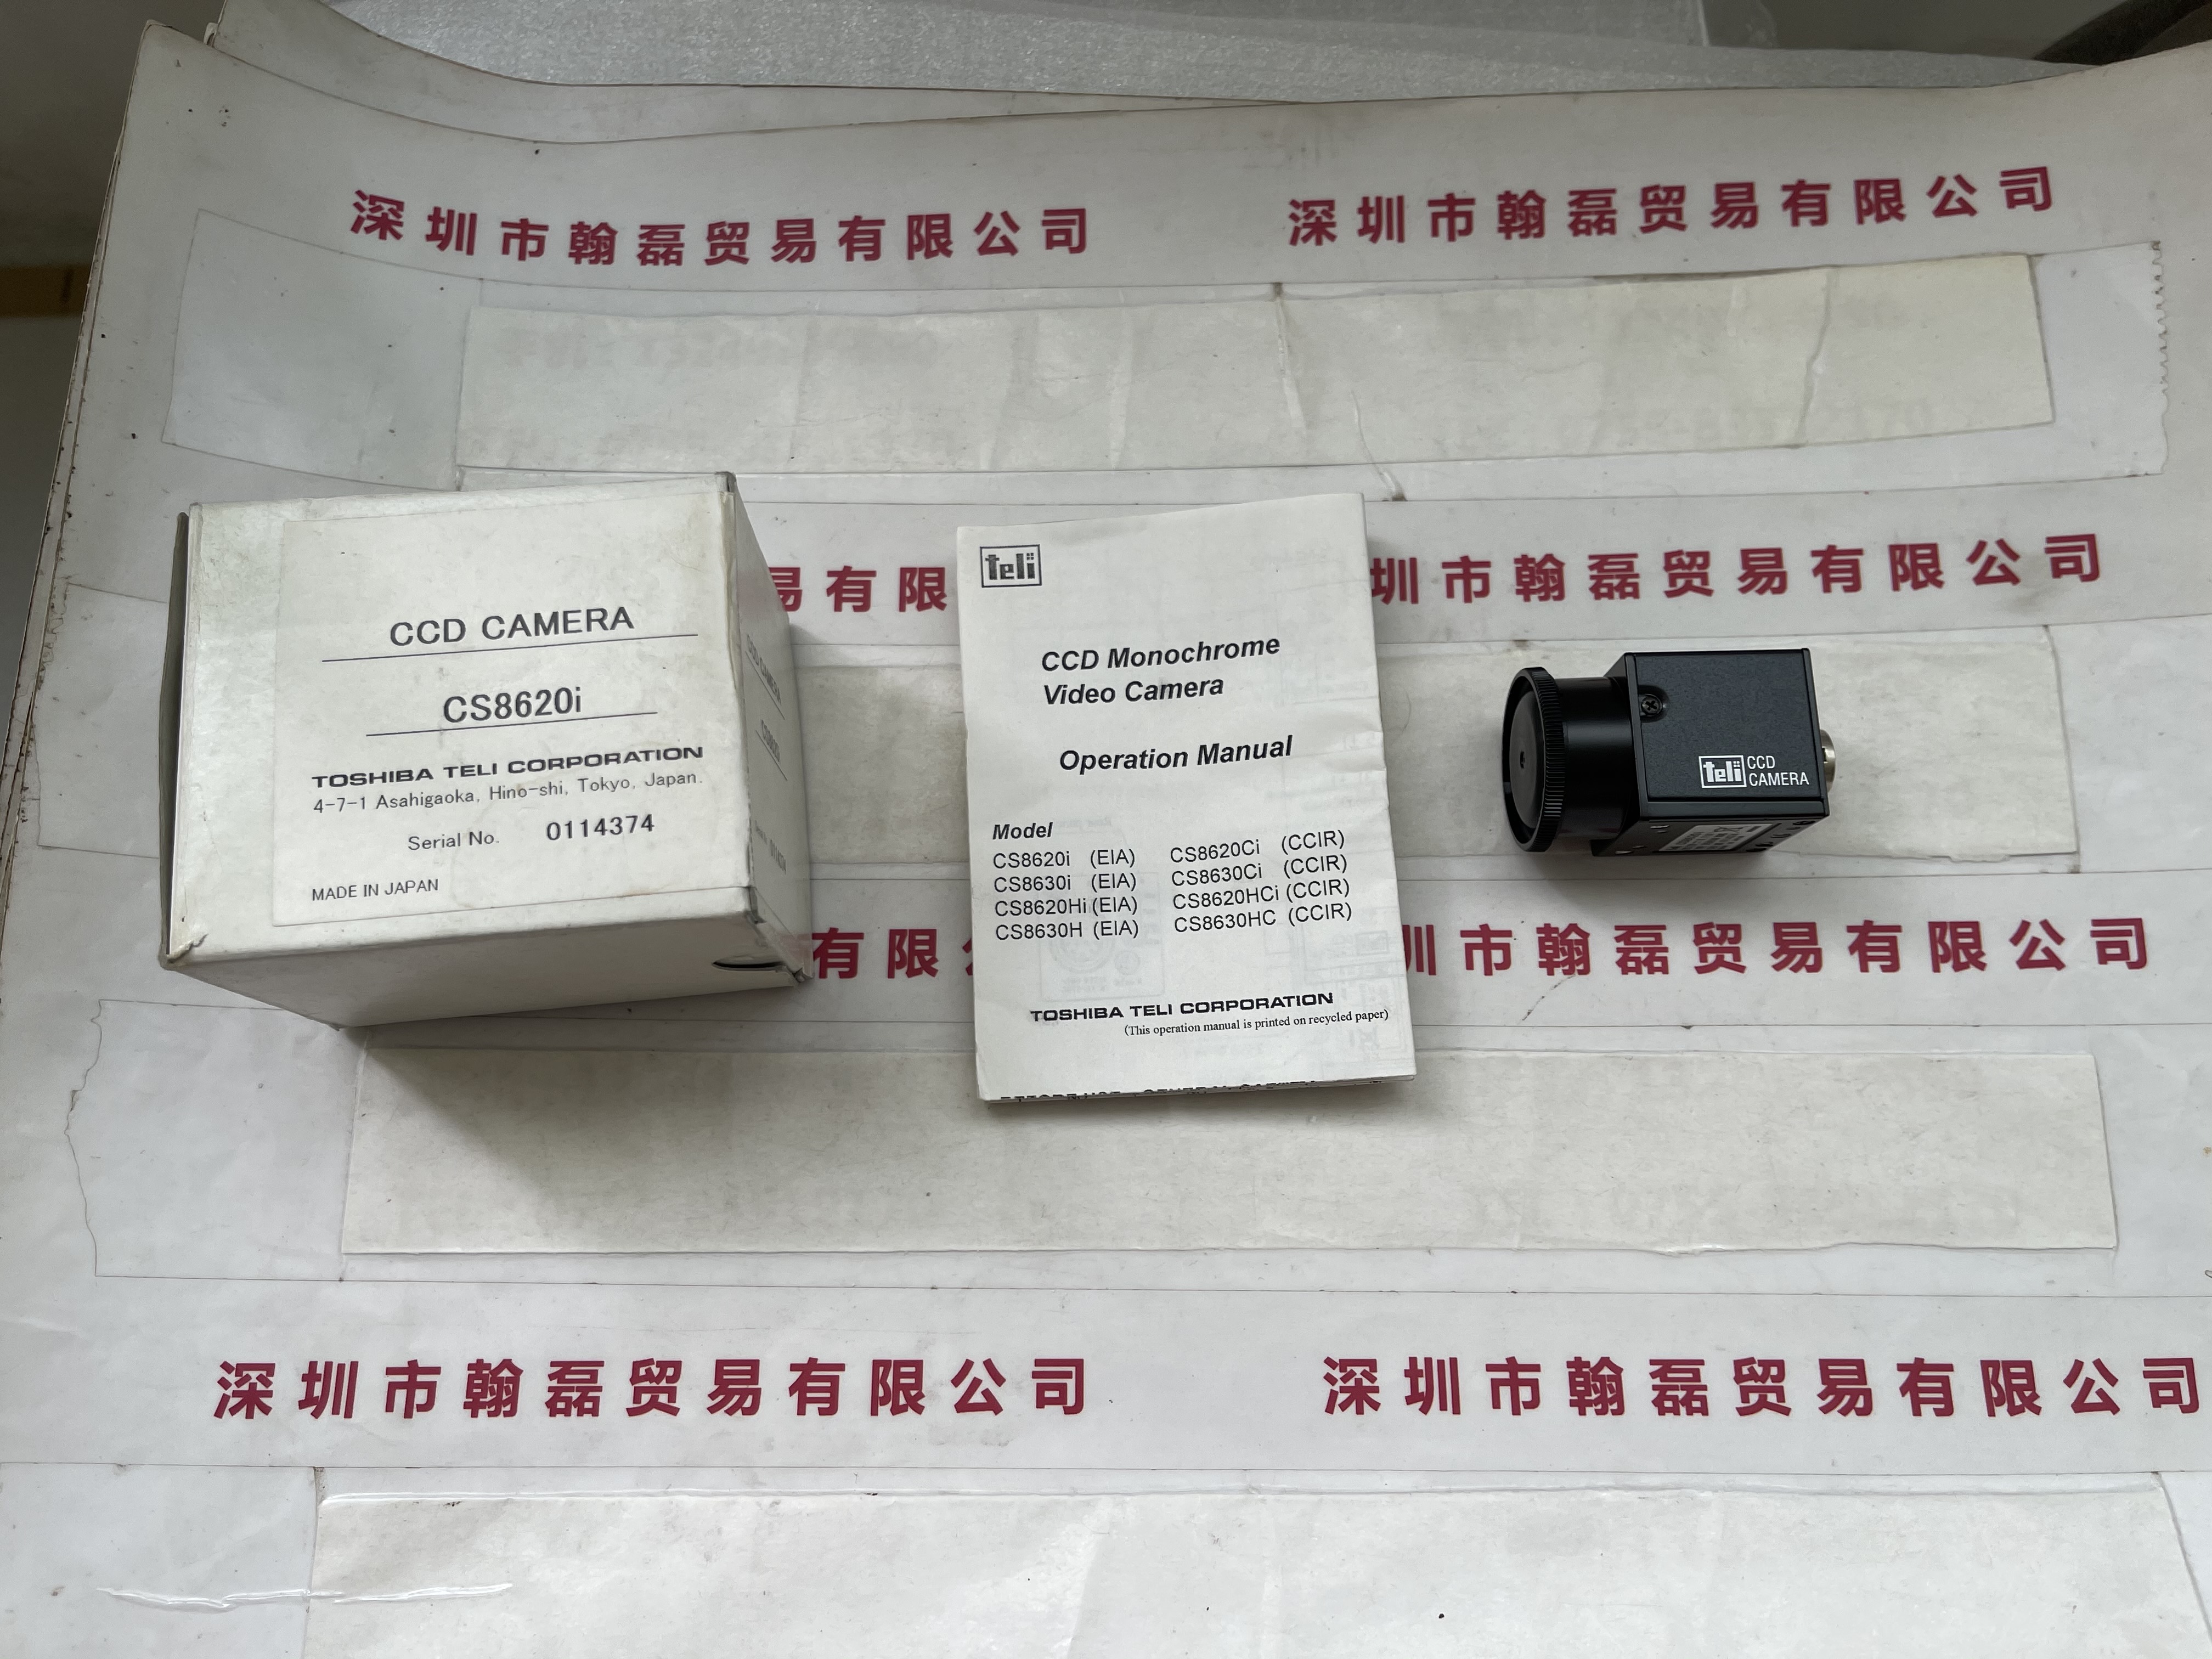 深圳市翰磊贸易有限公司 深圳市翰磊贸易有限公司
CCD CAMERA
CS8620i
TOSHIBA TELI CORPORATION
4-7-1 Asahigaoka, Hino-shi, Tokyo, Japan.
Serial No. 0114374
MADE IN JAPAN
易有限
teli
CCD Monochrome
Video Camera
Operation Manual
Model
CS8620i (EIA) CS8620Ci (CCIR)
CS8630i (EIA) CS8630Ci (CCIR)
CS8620Hi (EIA) CS8620HCi (CCIR)
CS8630H (EIA) CS8630HC (CCIR)
TOSHIBA TELI CORPORATION
(This operation manual is printed on recycled paper)
圳市翰磊贸易有限公司
teli CCD
CAMERA
有限公
圳市翰磊贸易有限公司
深圳市翰磊贸易有限公司 深圳市翰磊贸易有限公司